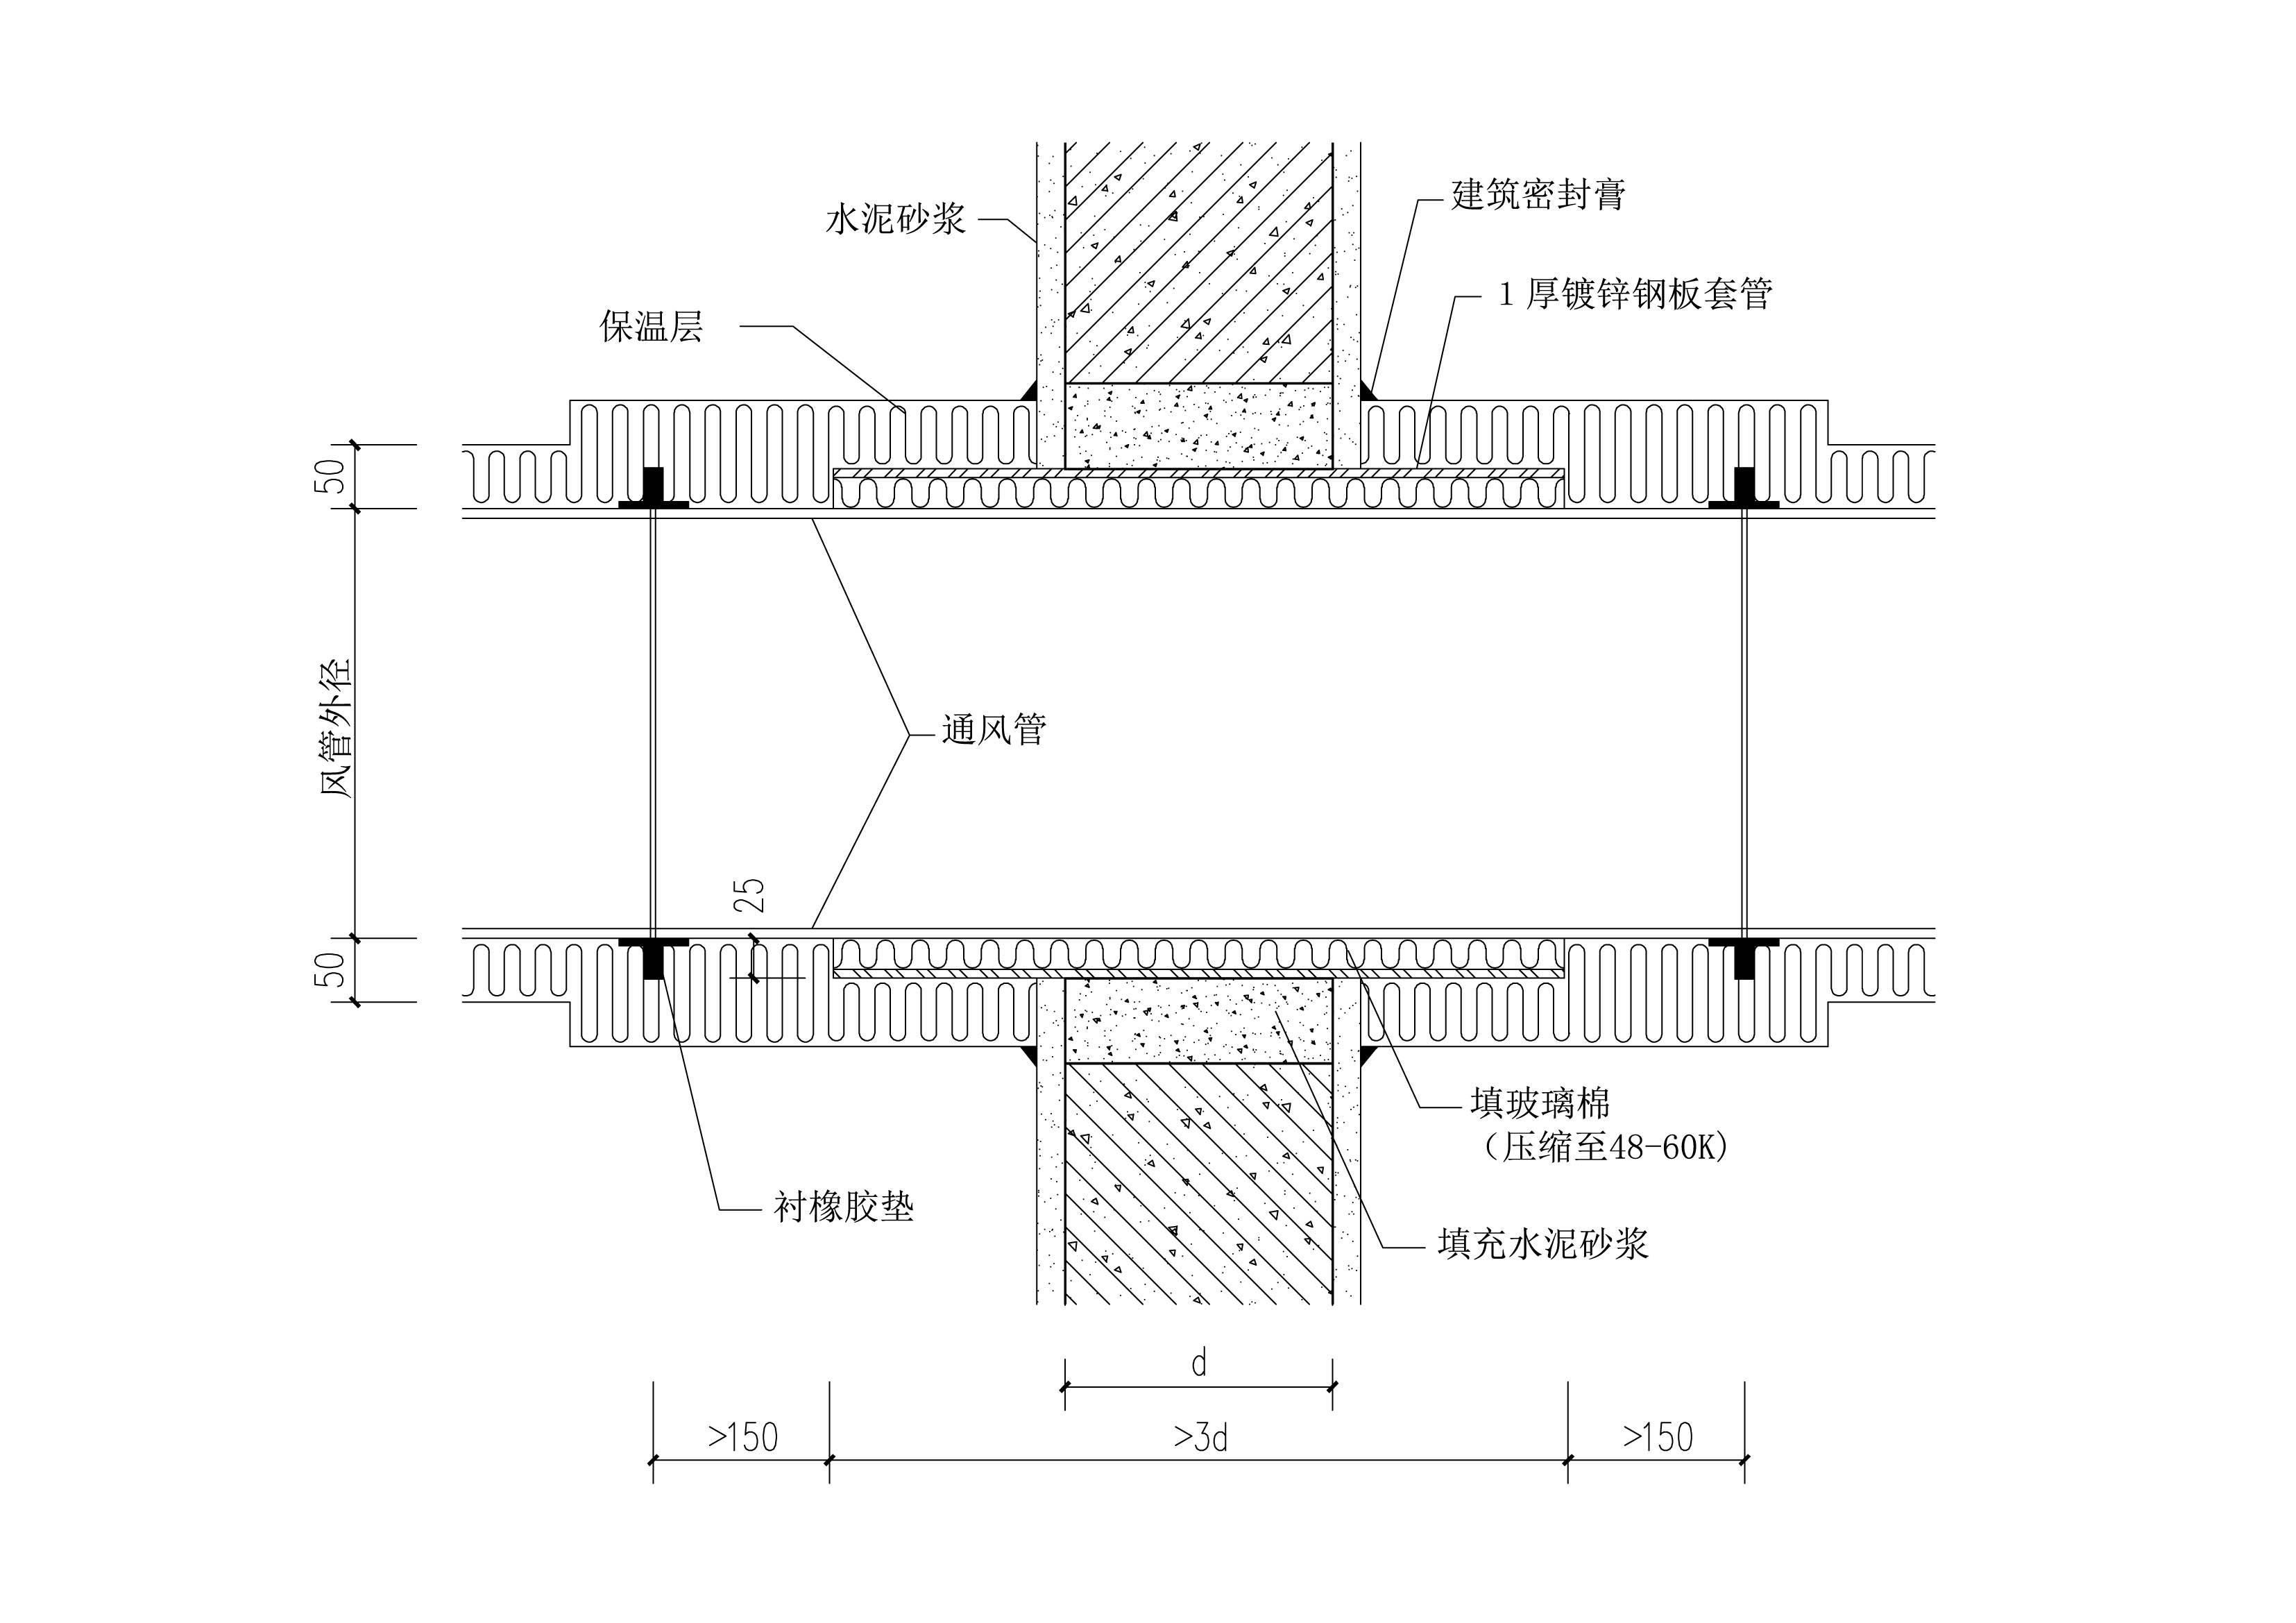 建筑密封膏
水泥砂浆
1 厚镀锌钢板套管
保温层
50
风管外径
通风管
25
50
填玻璃棉
（压缩至48-60K）
衬橡胶垫
填充水泥砂浆
d
>150
>3d
>150